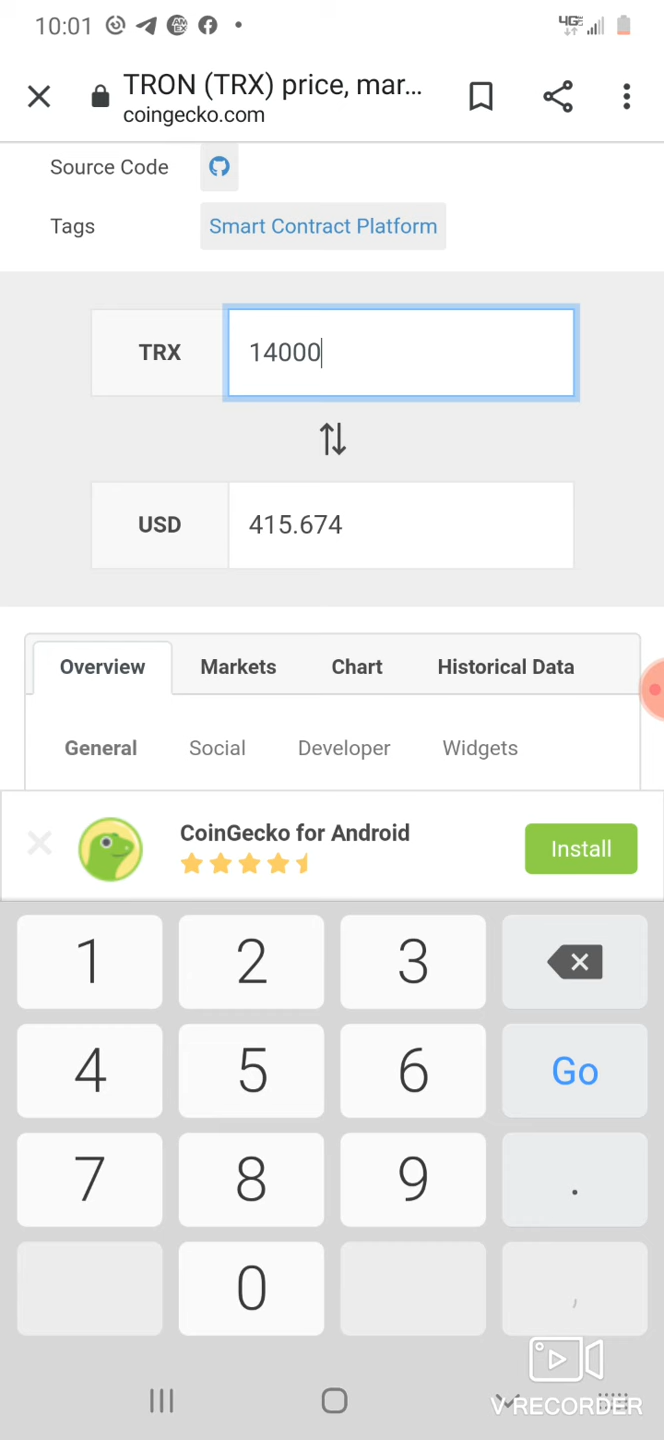 10:01
4GE
TRON (TRX) price, mar...
coingecko.com
Source Code
Tags
Smart Contract Platform
TRX
14000
USD
415.674
Overview
Markets
Chart
Historical Data
General
Social
Developer
Widgets
CoinGecko for Android
Install
1
2
3
4
5
6
Go
7
8
9
.
0
,
V RECORDER